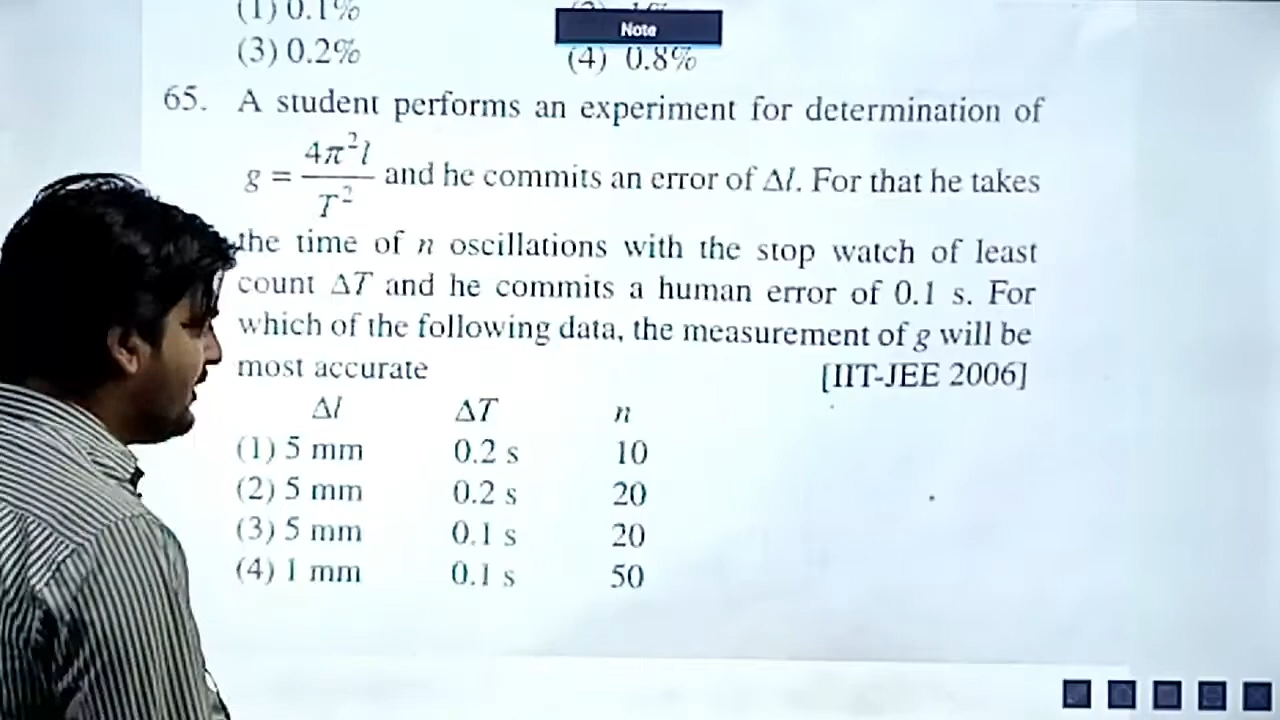 (1) 0.1%
Note
(3) 0.2% (4) 0.8%
65. A student performs an experiment for determination of
g = 4π²l / T² and he commits an error of Δl. For that he takes
the time of n oscillations with the stop watch of least
count ΔT and he commits a human error of 0.1 s. For
which of the following data, the measurement of g will be
most accurate [IIT-JEE 2006]
Δl ΔT n
(1) 5 mm 0.2 s 10
(2) 5 mm 0.2 s 20
(3) 5 mm 0.1 s 20
(4) 1 mm 0.1 s 50